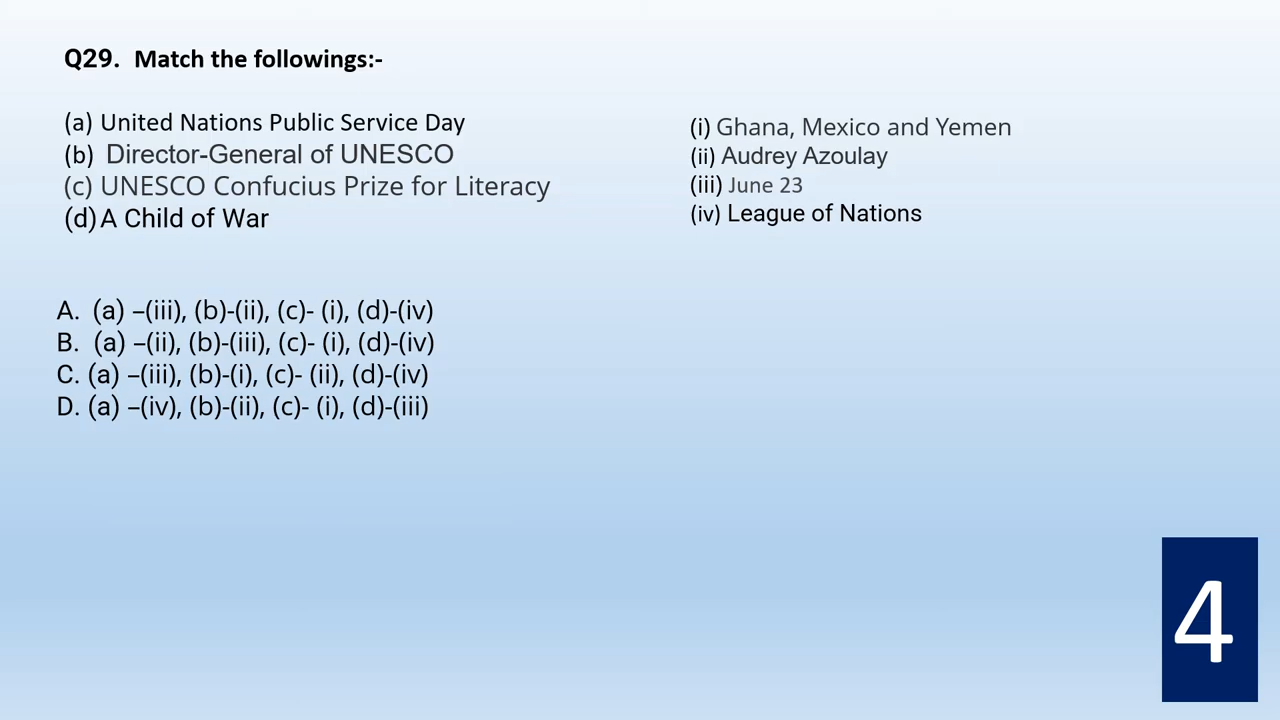 Q29. Match the followings:-
(a) United Nations Public Service Day
(b) Director-General of UNESCO
(c) UNESCO Confucius Prize for Literacy
(d) A Child of War
(i) Ghana, Mexico and Yemen
(ii) Audrey Azoulay
(iii) June 23
(iv) League of Nations
A. (a) –(iii), (b)-(ii), (c)- (i), (d)-(iv)
B. (a) –(ii), (b)-(iii), (c)- (i), (d)-(iv)
C. (a) –(iii), (b)-(i), (c)- (ii), (d)-(iv)
D. (a) –(iv), (b)-(ii), (c)- (i), (d)-(iii)
4